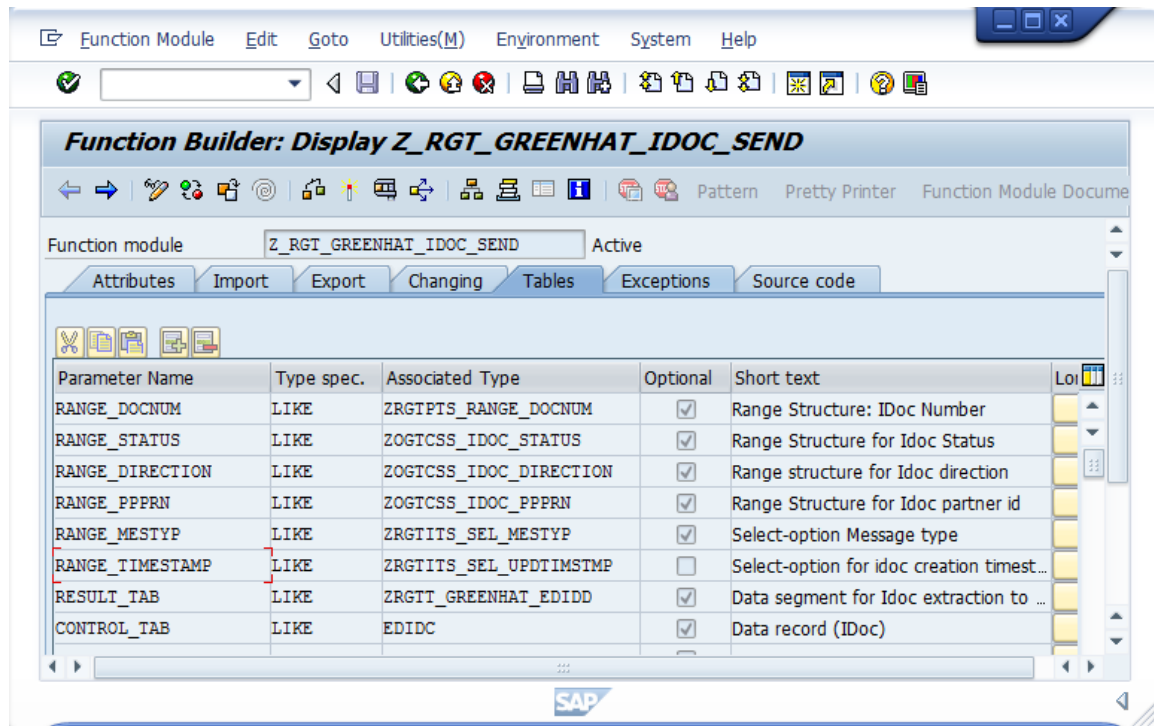 Function Module Edit Goto Utilities(M) Environment System Help
Function Builder: Display Z_RGT_GREENHAT_IDOC_SEND
Pattern Pretty Printer Function Module Docume
Function module Z_RGT_GREENHAT_IDOC_SEND Active
Attributes Import Export Changing Tables Exceptions Source code
Parameter Name Type spec. Associated Type Optional Short text Lo
RANGE_DOCNUM LIKE ZRGTPTS_RANGE_DOCNUM Range Structure: IDoc Number
RANGE_STATUS LIKE ZOGTCSS_IDOC_STATUS Range Structure for Idoc Status
RANGE_DIRECTION LIKE ZOGTCSS_IDOC_DIRECTION Range structure for Idoc direction
RANGE_PPPRN LIKE ZOGTCSS_IDOC_PPPRN Range Structure for Idoc partner id
RANGE_MESTYP LIKE ZRGTITS_SEL_MESTYP Select-option Message type
RANGE_TIMESTAMP LIKE ZRGTITS_SEL_UPDTIMSTMP Select-option for idoc creation timest...
RESULT_TAB LIKE ZRGTT_GREENHAT_EDIDD Data segment for Idoc extraction to ...
CONTROL_TAB LIKE EDIDC Data record (IDoc)
SAP